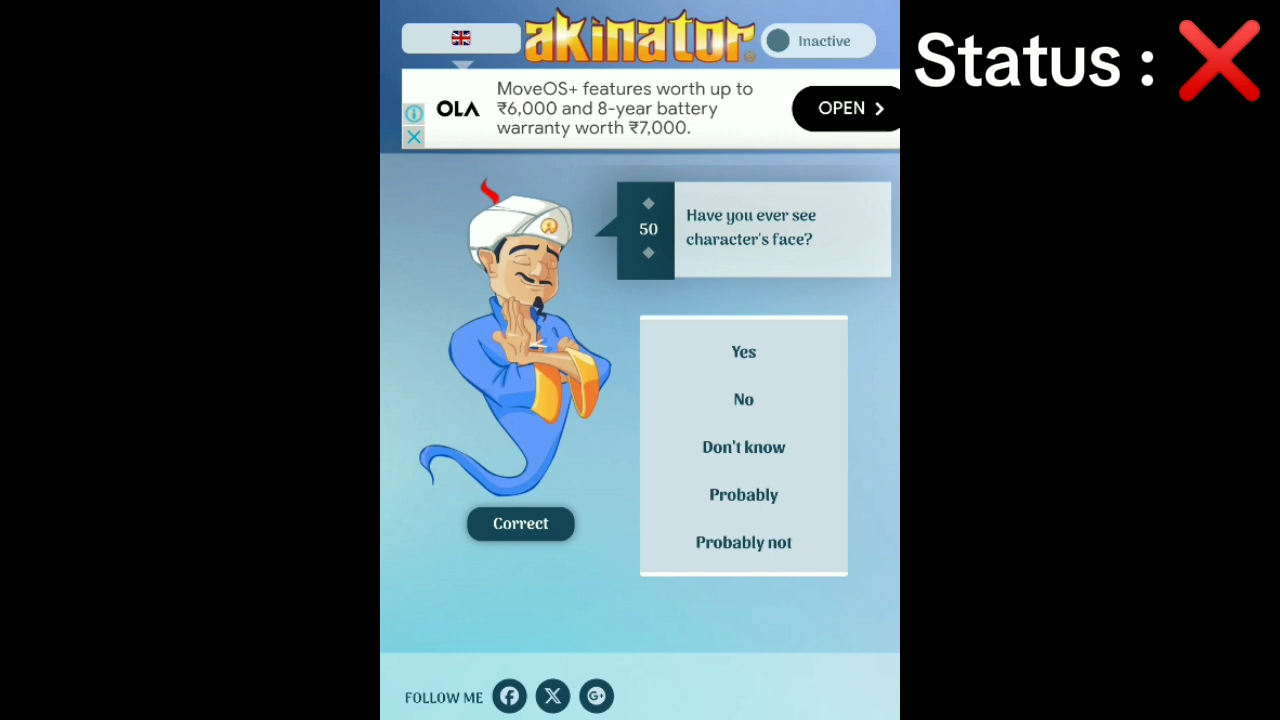 akinator
Inactive
Status : ❌
OLA
MoveOS+ features worth up to
₹6,000 and 8-year battery
warranty worth ₹7,000.
OPEN
50
Have you ever see
character's face?
Yes
No
Don't know
Probably
Probably not
Correct
FOLLOW ME